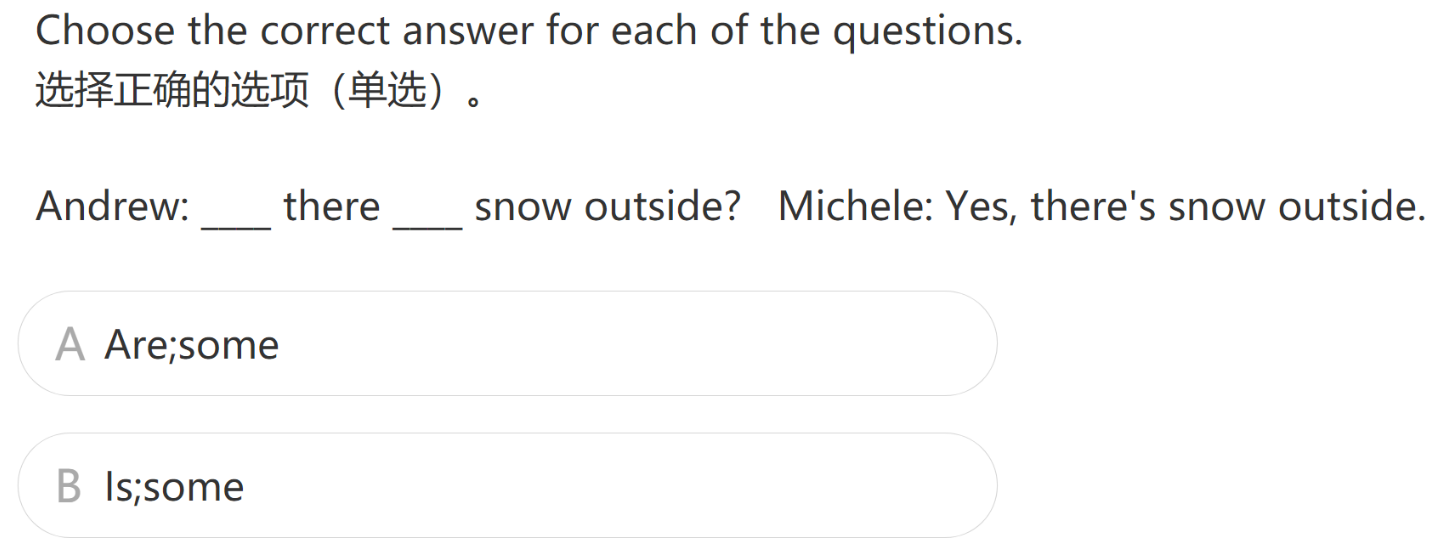 Choose the correct answer for each of the questions.
选择正确的选项（单选）。
Andrew: ____ there ____ snow outside?   Michele: Yes, there's snow outside.
A Are;some
B Is;some